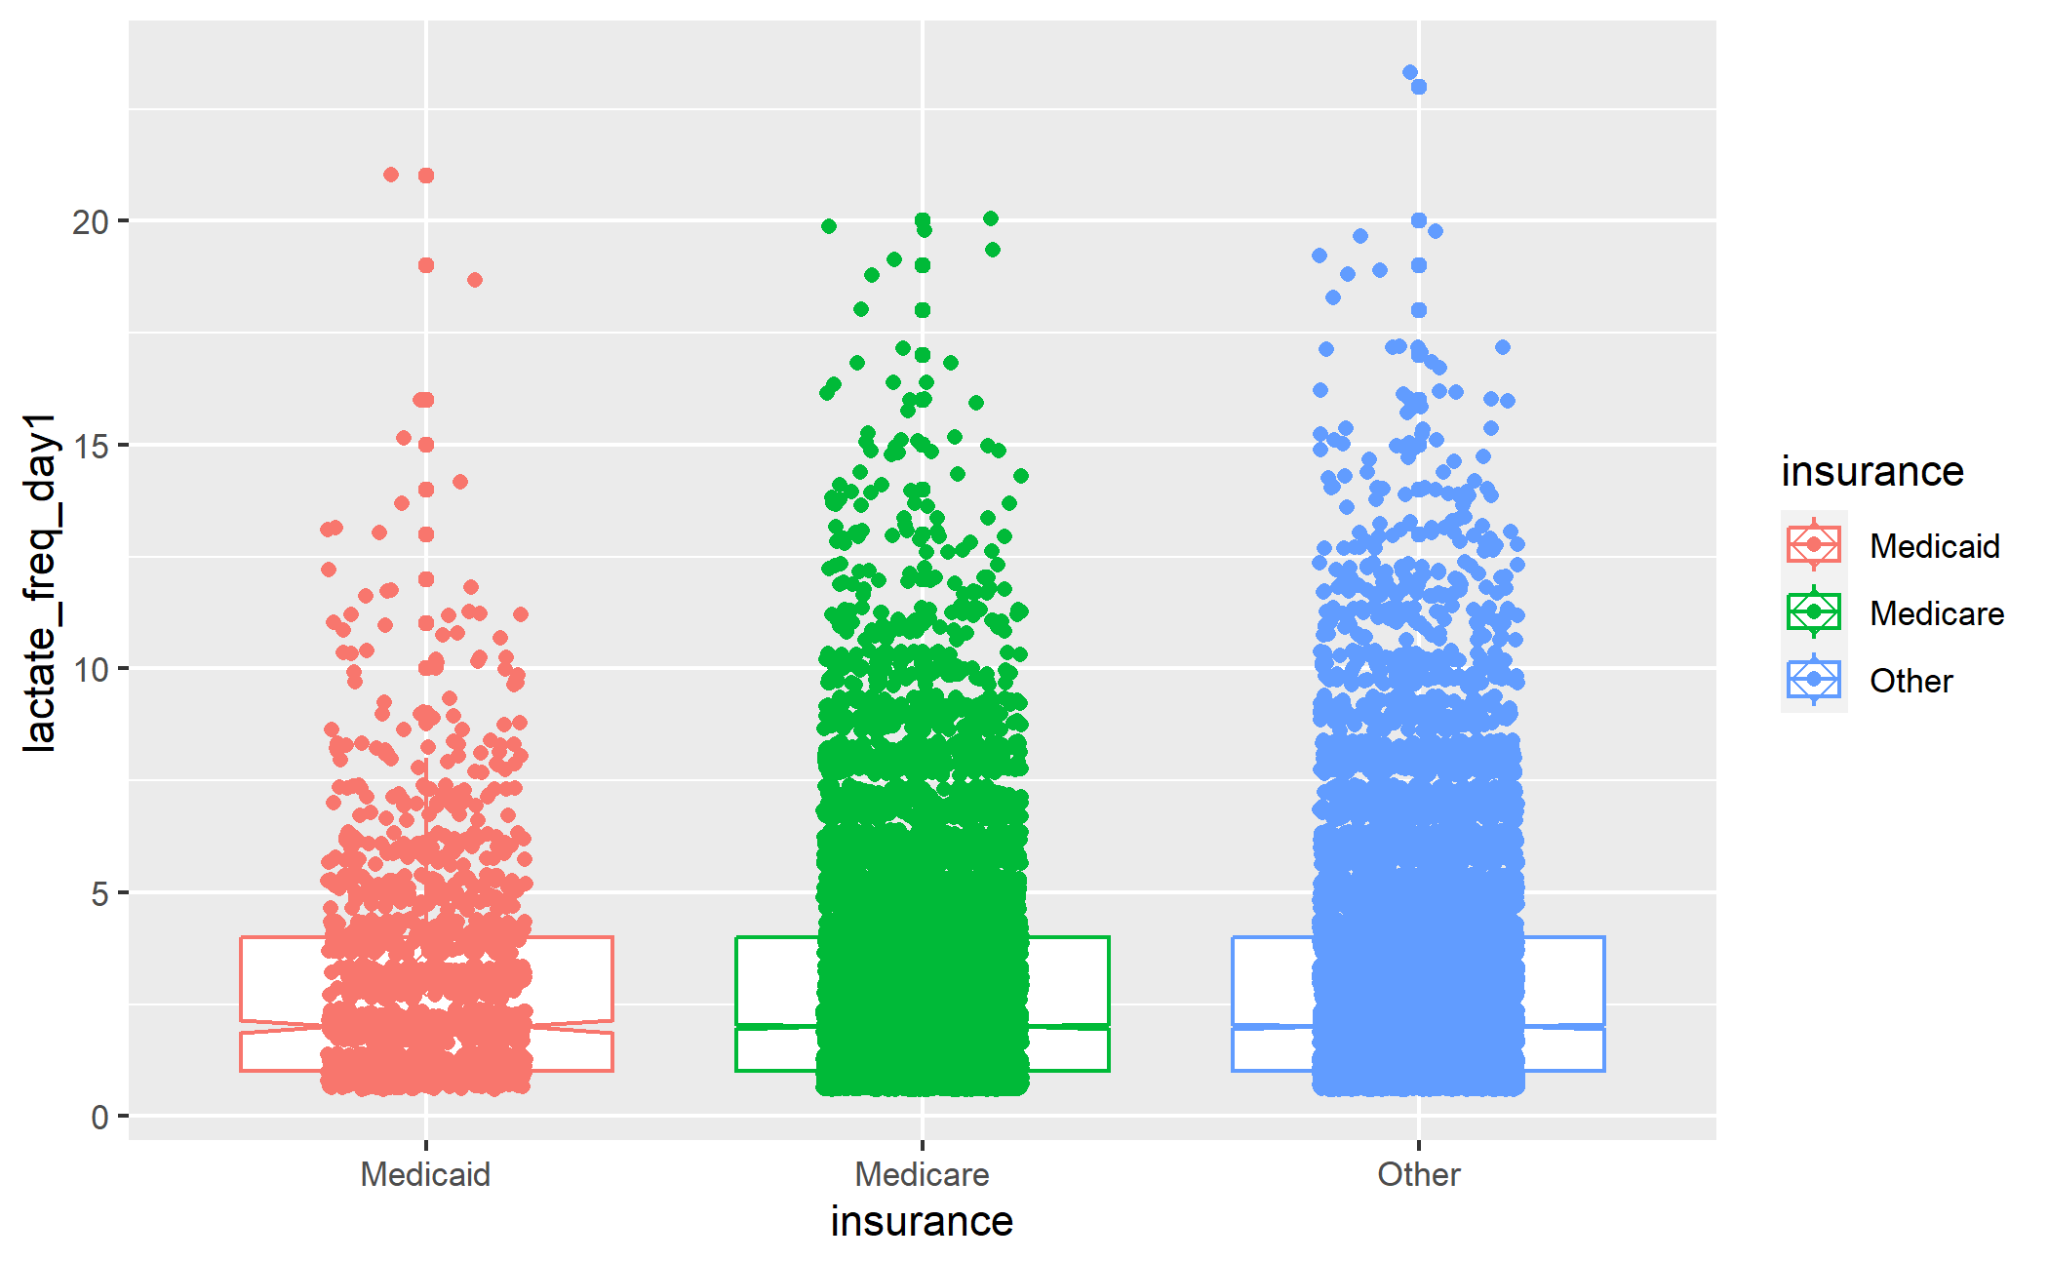 lactate_freq_day1
20
15
10
5
0
Medicaid
Medicare
Other
insurance
insurance
Medicaid
Medicare
Other